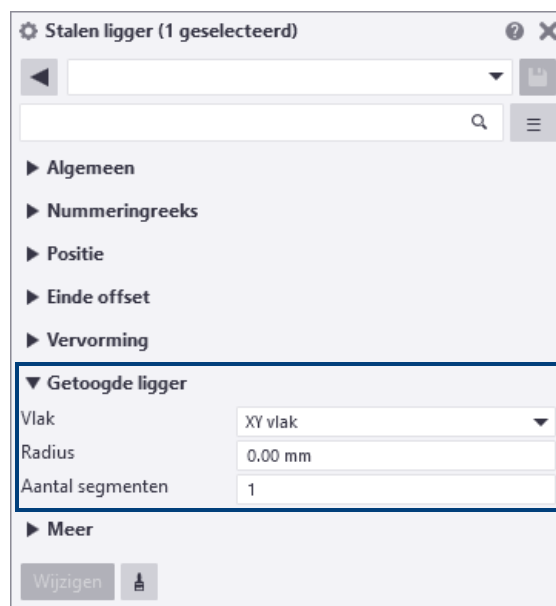 Stalen ligger (1 geselecteerd)
Algemeen
Nummeringreeks
Positie
Einde offset
Vervorming
Getoogde ligger
Vlak XY vlak
Radius 0.00 mm
Aantal segmenten 1
Meer
Wijzigen